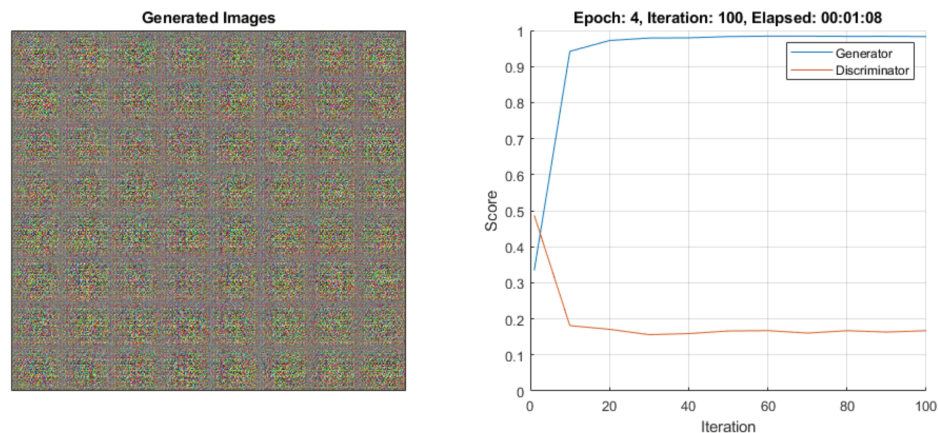 Generated Images
Epoch: 4, Iteration: 100, Elapsed: 00:01:08
1
0.9
0.8
0.7
0.6
0.5
0.4
0.3
0.2
0.1
0
Score
Generator
Discriminator
0 20 40 60 80 100
Iteration